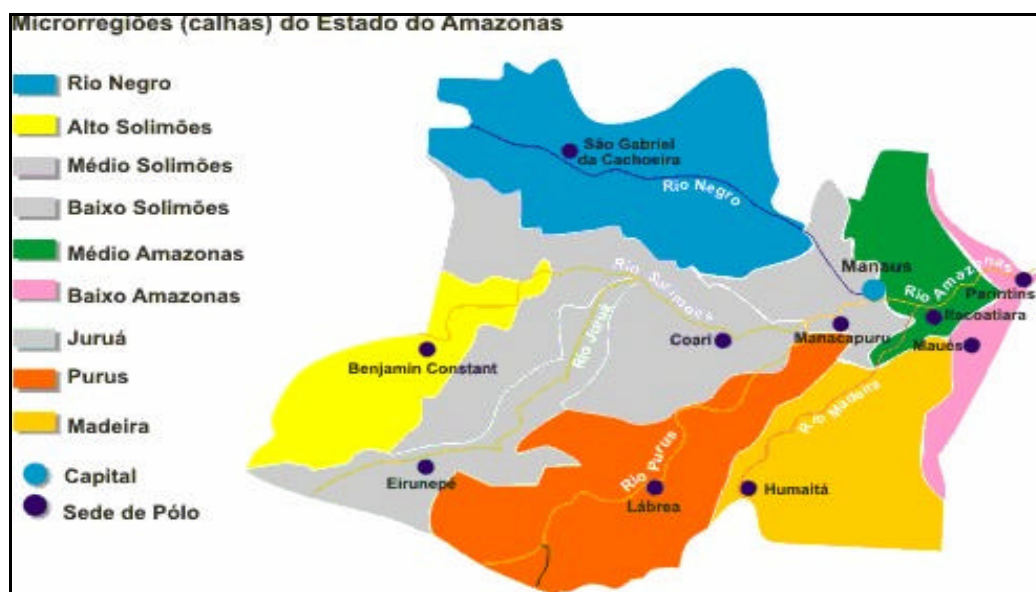 Microrregiões (calhas) do Estado do Amazonas
Rio Negro
Alto Solimões
Médio Solimões
Baixo Solimões
Médio Amazonas
Baixo Amazonas
Juruá
Purus
Madeira
Capital
Sede de Pólo
São Gabriel
da Cachoeira
Rio Negro
Manaus
Rio Amazonas
Parintins
Itacoatiara
Maués
Manacapuru
Rio Solimões
Coari
Rio Juruá
Benjamin Constant
Rio Madeira
Eirunepé
Rio Purus
Lábrea
Humaitá